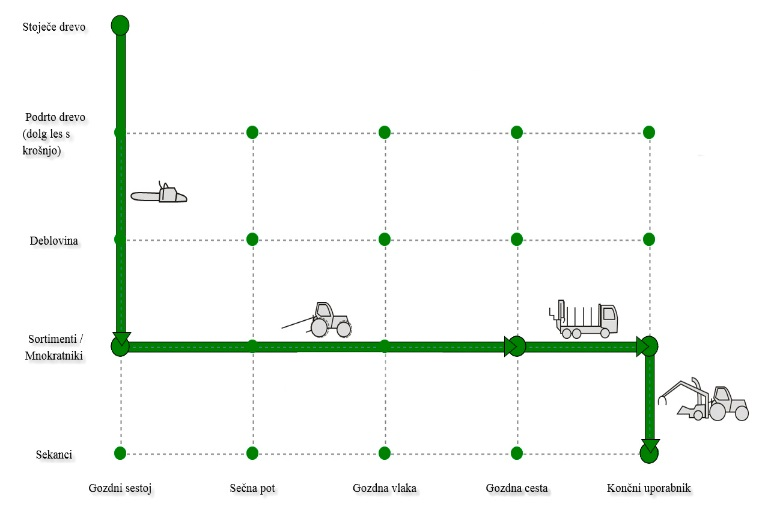 Stoječe drevo
Podrto drevo
(dolg les s
krošnjo)
Deblovina
Sortimenti /
Mnokratniki
Sekanci
Gozdni sestoj
Sečna pot
Gozdna vlaka
Gozdna cesta
Končni uporabnik